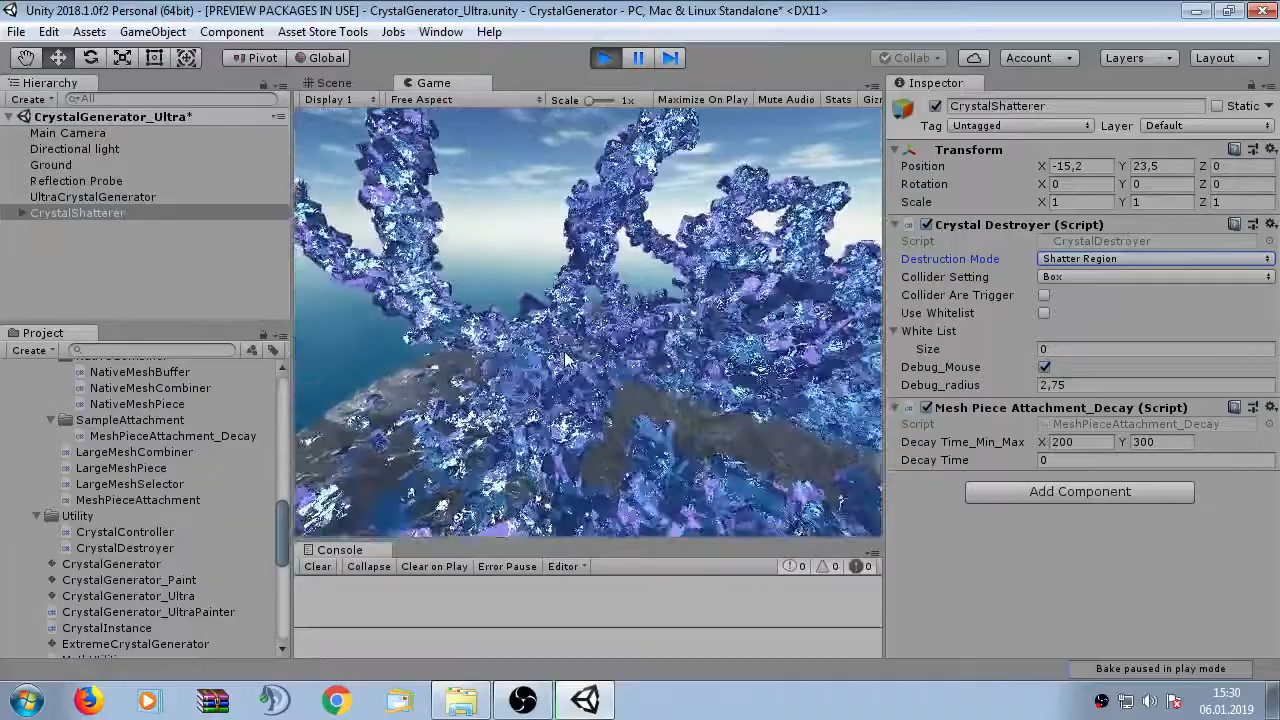 Unity 2018.1.0f2 Personal (64bit) - [PREVIEW PACKAGES IN USE] - CrystalGenerator_Ultra.unity - CrystalGenerator - PC, Mac & Linux Standalone* <DX11>
File Edit Assets GameObject Component Asset Store Tools Jobs Window Help
Pivot Global Collab Account Layers Layout
Hierarchy
Create All
CrystalGenerator_Ultra*
Main Camera
Directional light
Ground
Reflection Probe
UltraCrystalGenerator
CrystalShatterer
Project
Create
NativeMeshBuffer
NativeMeshCombiner
NativeMeshPiece
SampleAttachment
MeshPieceAttachment_Decay
LargeMeshCombiner
LargeMeshPiece
LargeMeshSelector
MeshPieceAttachment
Utility
CrystalController
CrystalDestroyer
CrystalGenerator
CrystalGenerator_Paint
CrystalGenerator_Ultra
CrystalGenerator_UltraPainter
CrystalInstance
ExtremeCrystalGenerator
Scene Game
Display 1 Free Aspect Scale 1x Maximize On Play Mute Audio Stats Giz
Console
Clear Collapse Clear on Play Error Pause Editor 0 0 0
Inspector
CrystalShatterer Static
Tag Untagged Layer Default
Transform
Position X -15,2 Y 23,5 Z 0
Rotation X 0 Y 0 Z 0
Scale X 1 Y 1 Z 1
Crystal Destroyer (Script)
Script CrystalDestroyer
Destruction Mode Shatter Region
Collider Setting Box
Collider Are Trigger
Use Whitelist
White List
Size 0
Debug_Mouse
Debug_radius 2,75
Mesh Piece Attachment_Decay (Script)
Script MeshPieceAttachment_Decay
Decay Time_Min_Max X 200 Y 300
Decay Time 0
Add Component
Bake paused in play mode
15:30
06.01.2019